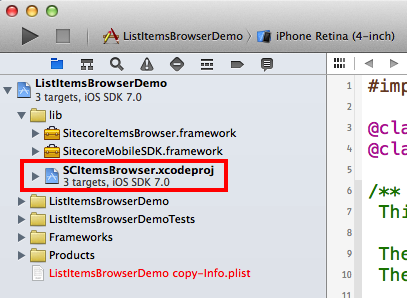 ListItemsBrowserDemo iPhone Retina (4-inch)
ListItemsBrowserDemo
3 targets, iOS SDK 7.0
lib
SitecoreItemsBrowser.framework
SitecoreMobileSDK.framework
SCItemsBrowser.xcodeproj
3 targets, iOS SDK 7.0
ListItemsBrowserDemo
ListItemsBrowserDemoTests
Frameworks
Products
ListItemsBrowserDemo copy-Info.plist
1 #imp
2
3 @cla
4 @cla
5
6 /**
7 Thi
8
9 The
10 The